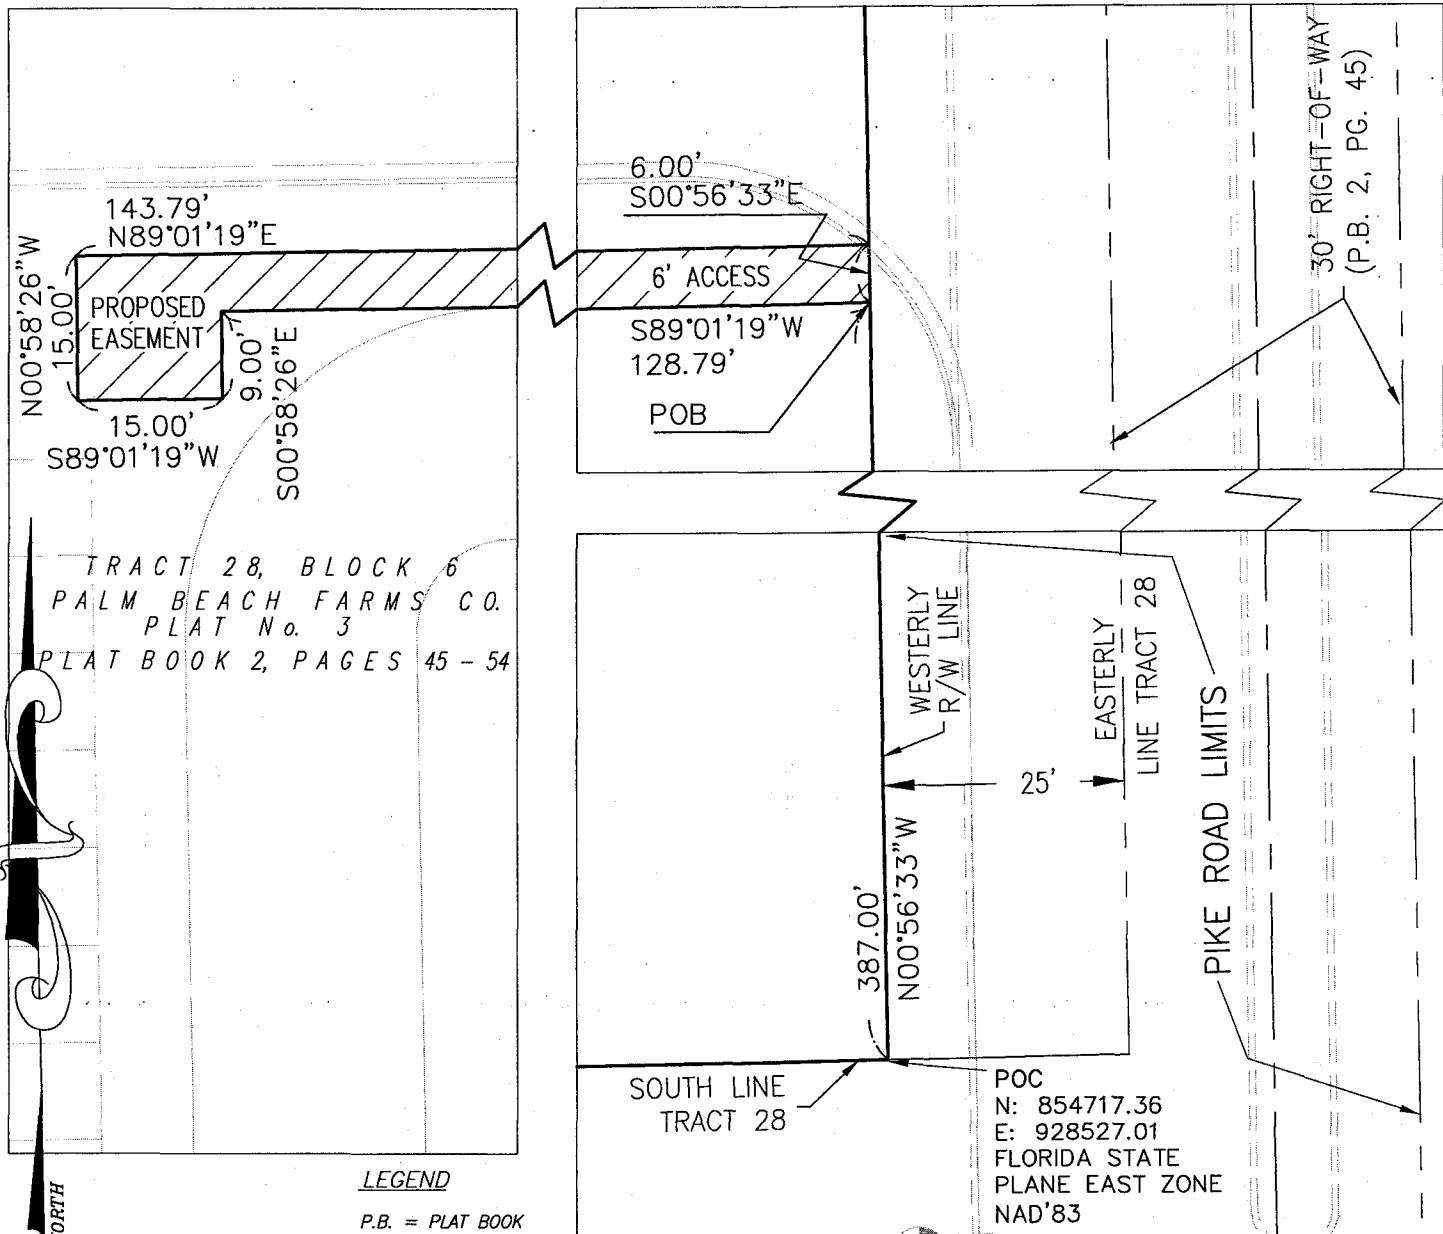 143.79'
N89°01'19"E
N00°58'26"W
15.00'
PROPOSED
EASEMENT
9.00'
S00°58'26"E
15.00'
S89°01'19"W
6.00'
S00°56'33"E
6' ACCESS
S89°01'19"W
128.79'
POB
30' RIGHT-OF-WAY
(P.B. 2, PG. 45)
TRACT 28, BLOCK 6
PALM BEACH FARMS CO.
PLAT No. 3
PLAT BOOK 2, PAGES 45 - 54
WESTERLY
R/W LINE
EASTERLY
LINE TRACT 28
25'
PIKE ROAD LIMITS
387.00'
N00°56'33"W
SOUTH LINE
TRACT 28
POC
N: 854717.36
E: 928527.01
FLORIDA STATE
PLANE EAST ZONE
NAD'83
LEGEND
P.B. = PLAT BOOK